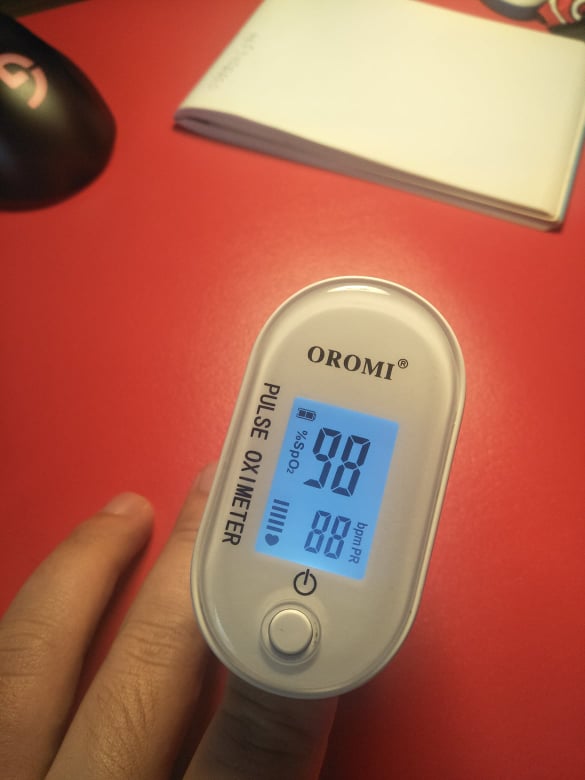 OROMI®
PULSE OXIMETER
%SpO₂
98
88
bpm PR